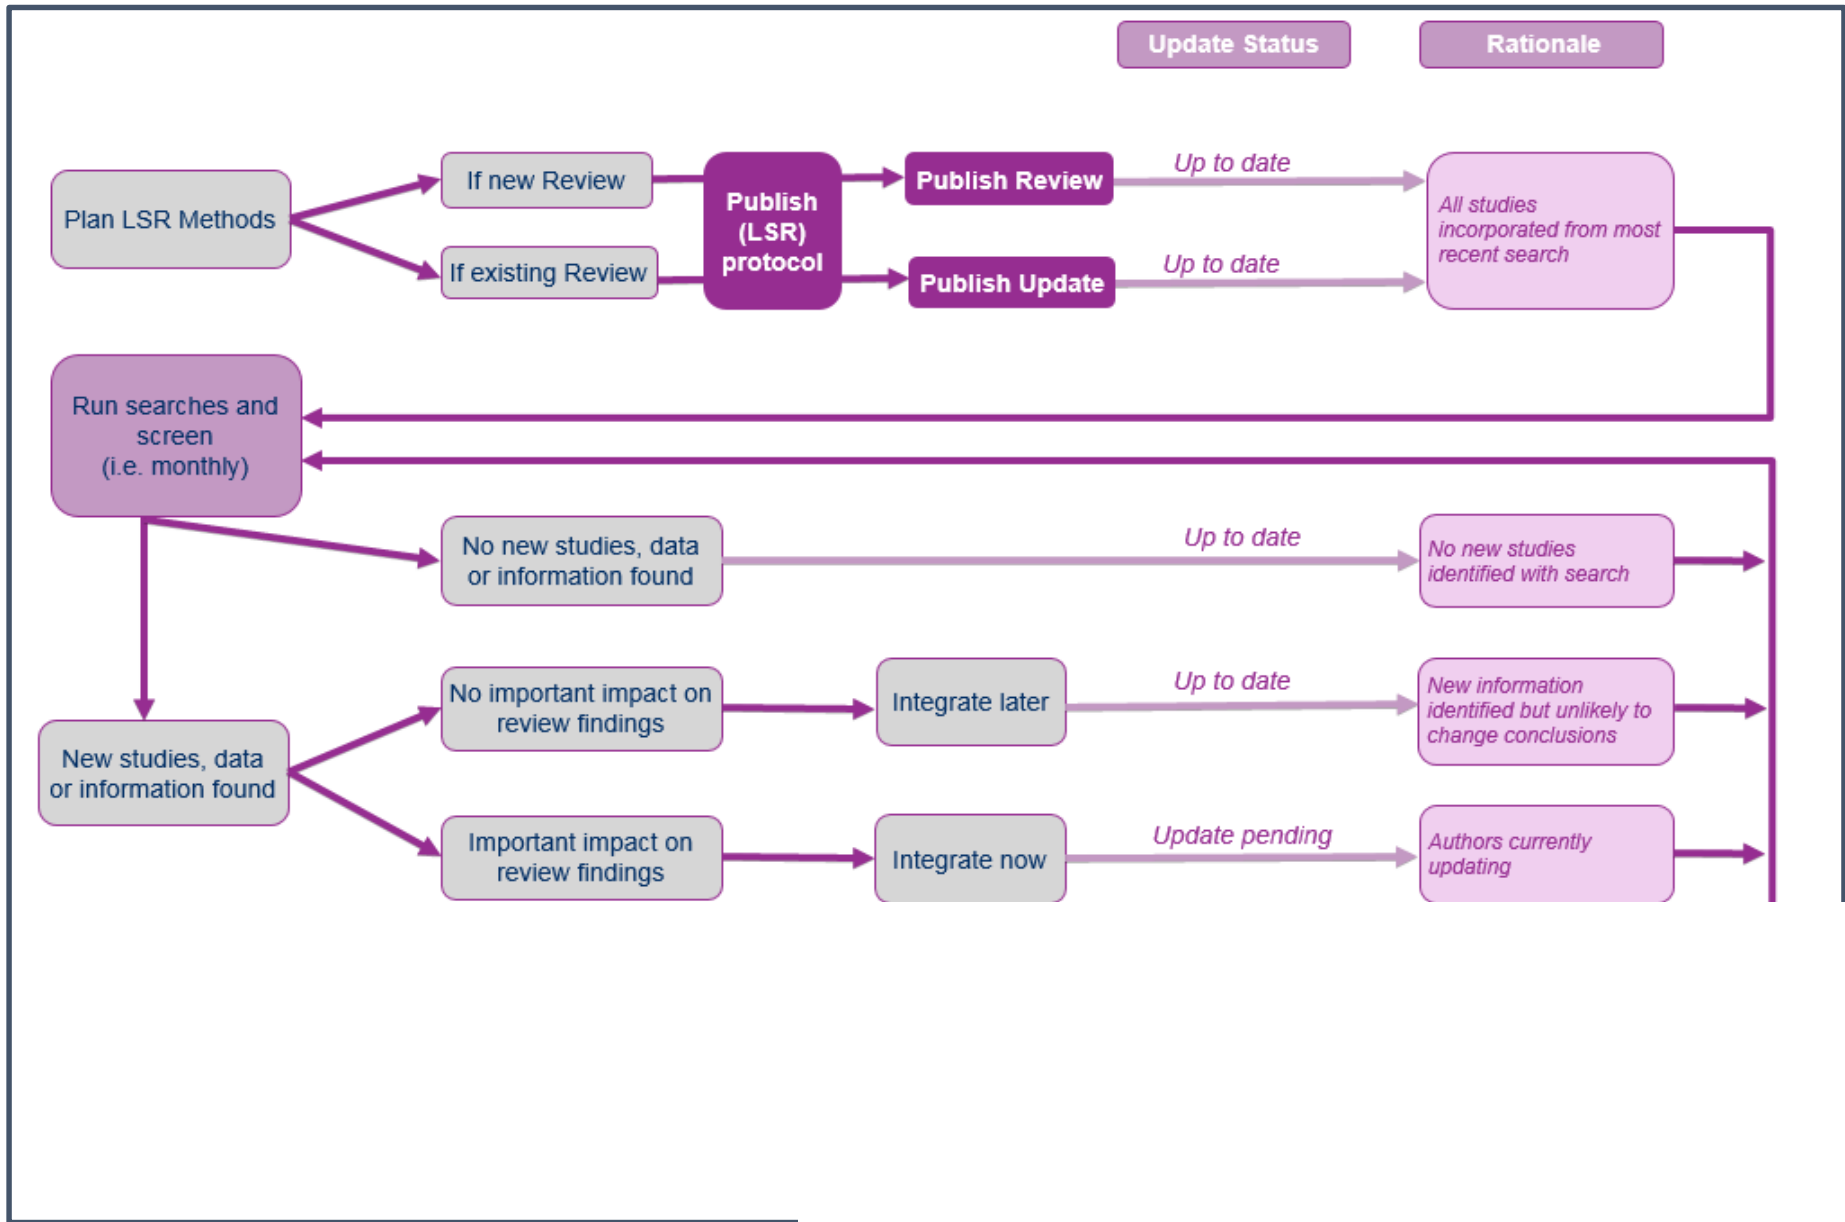 Update Status
Rationale
Plan LSR Methods
If new Review
If existing Review
Publish
(LSR)
protocol
Publish Review
Publish Update
Up to date
Up to date
All studies
incorporated from most
recent search
Run searches and
screen
(i.e. monthly)
No new studies, data
or information found
Up to date
No new studies
identified with search
New studies, data
or information found
No important impact on
review findings
Integrate later
Up to date
New information
identified but unlikely to
change conclusions
Important impact on
review findings
Integrate now
Update pending
Authors currently
updating